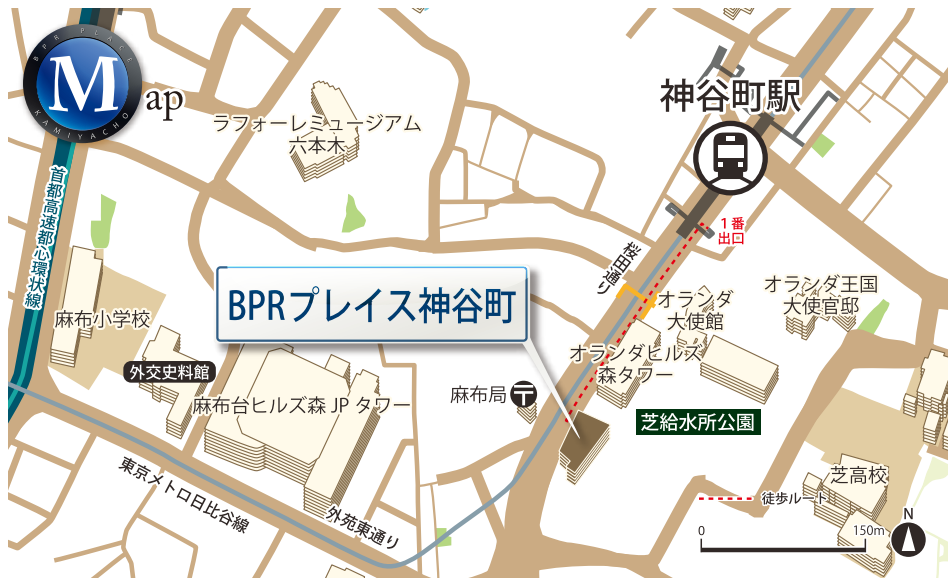 BPR PLACE
M
ap
KAMIYACHO
神谷町駅
ラフォーレミュージアム
六本木
首都高速都心環状線
1番
出口
桜田通り
オランダ王国
大使官邸
オランダ
大使館
BPRプレイス神谷町
麻布小学校
オランダヒルズ
森タワー
外交史料館
麻布局
〒
麻布台ヒルズ森JPタワー
芝給水所公園
東京メトロ日比谷線
外苑東通り
芝高校
徒歩ルート
N
0
150m